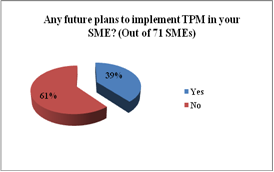 Any future plans to implement TPM in your
SME? (Out of 71 SMEs)
39%
61%
Yes
No